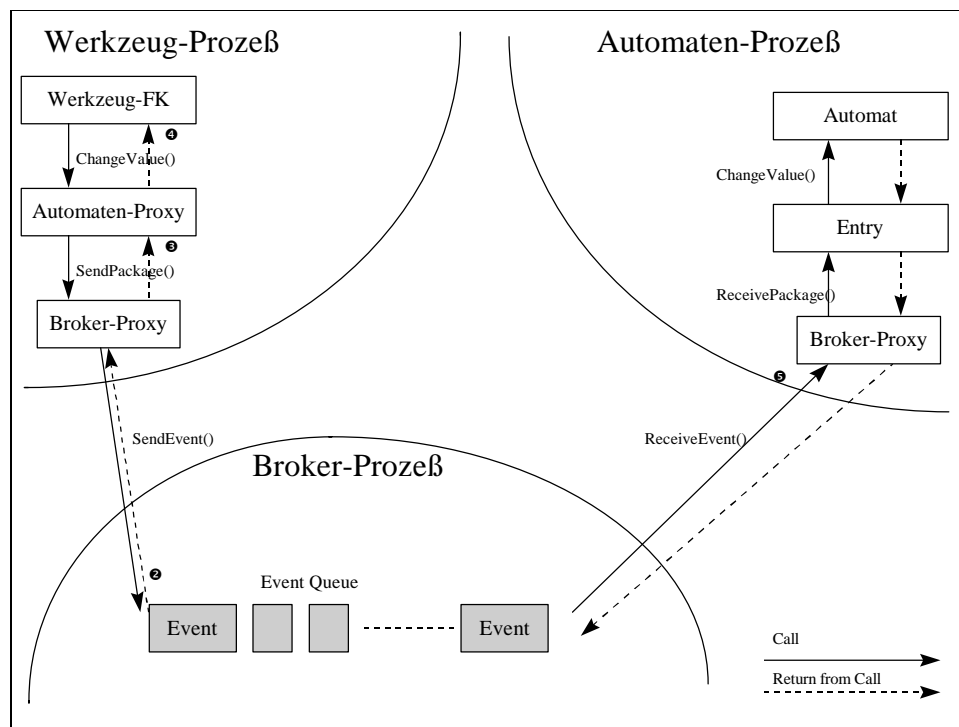 Werkzeug-Prozeß
Automaten-Prozeß
Werkzeug-FK
❹
ChangeValue()
Automaten-Proxy
❸
SendPackage()
Broker-Proxy
Automat
ChangeValue()
Entry
ReceivePackage()
Broker-Proxy
❺
SendEvent()
ReceiveEvent()
Broker-Prozeß
❷
Event Queue
Event
Event
Call
Return from Call